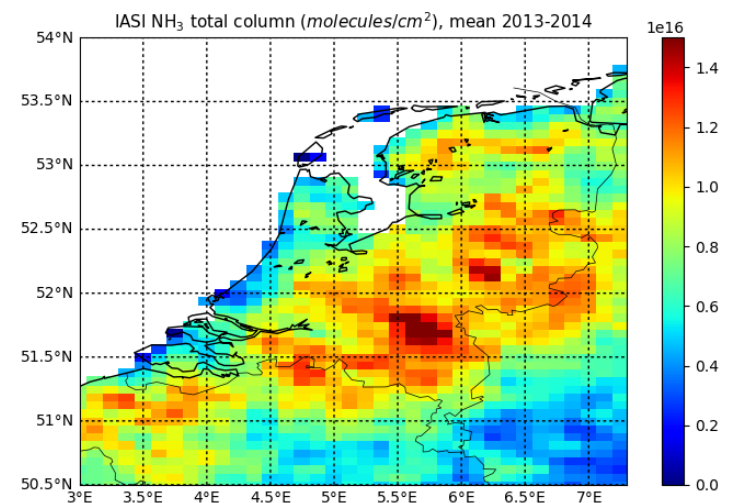 IASI NH₃ total column (molecules/cm²), mean 2013-2014
1e16
54°N
53.5°N
53°N
52.5°N
52°N
51.5°N
51°N
50.5°N
3°E 3.5°E 4°E 4.5°E 5°E 5.5°E 6°E 6.5°E 7°E
1.4
1.2
1.0
0.8
0.6
0.4
0.2
0.0